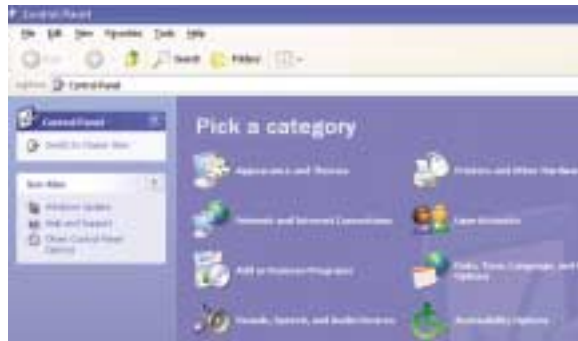 Control Panel
File Edit View Favorites Tools Help
Search Folders
Control Panel
Control Panel
Switch to Classic View
See Also
Windows Update
Help and Support
Other Control Panel
Options
Pick a category
Appearance and Themes
Printers and Other Hardware
Network and Internet Connections
User Accounts
Add or Remove Programs
Date, Time, Language, and
Options
Sounds, Speech, and Audio Devices
Accessibility Options